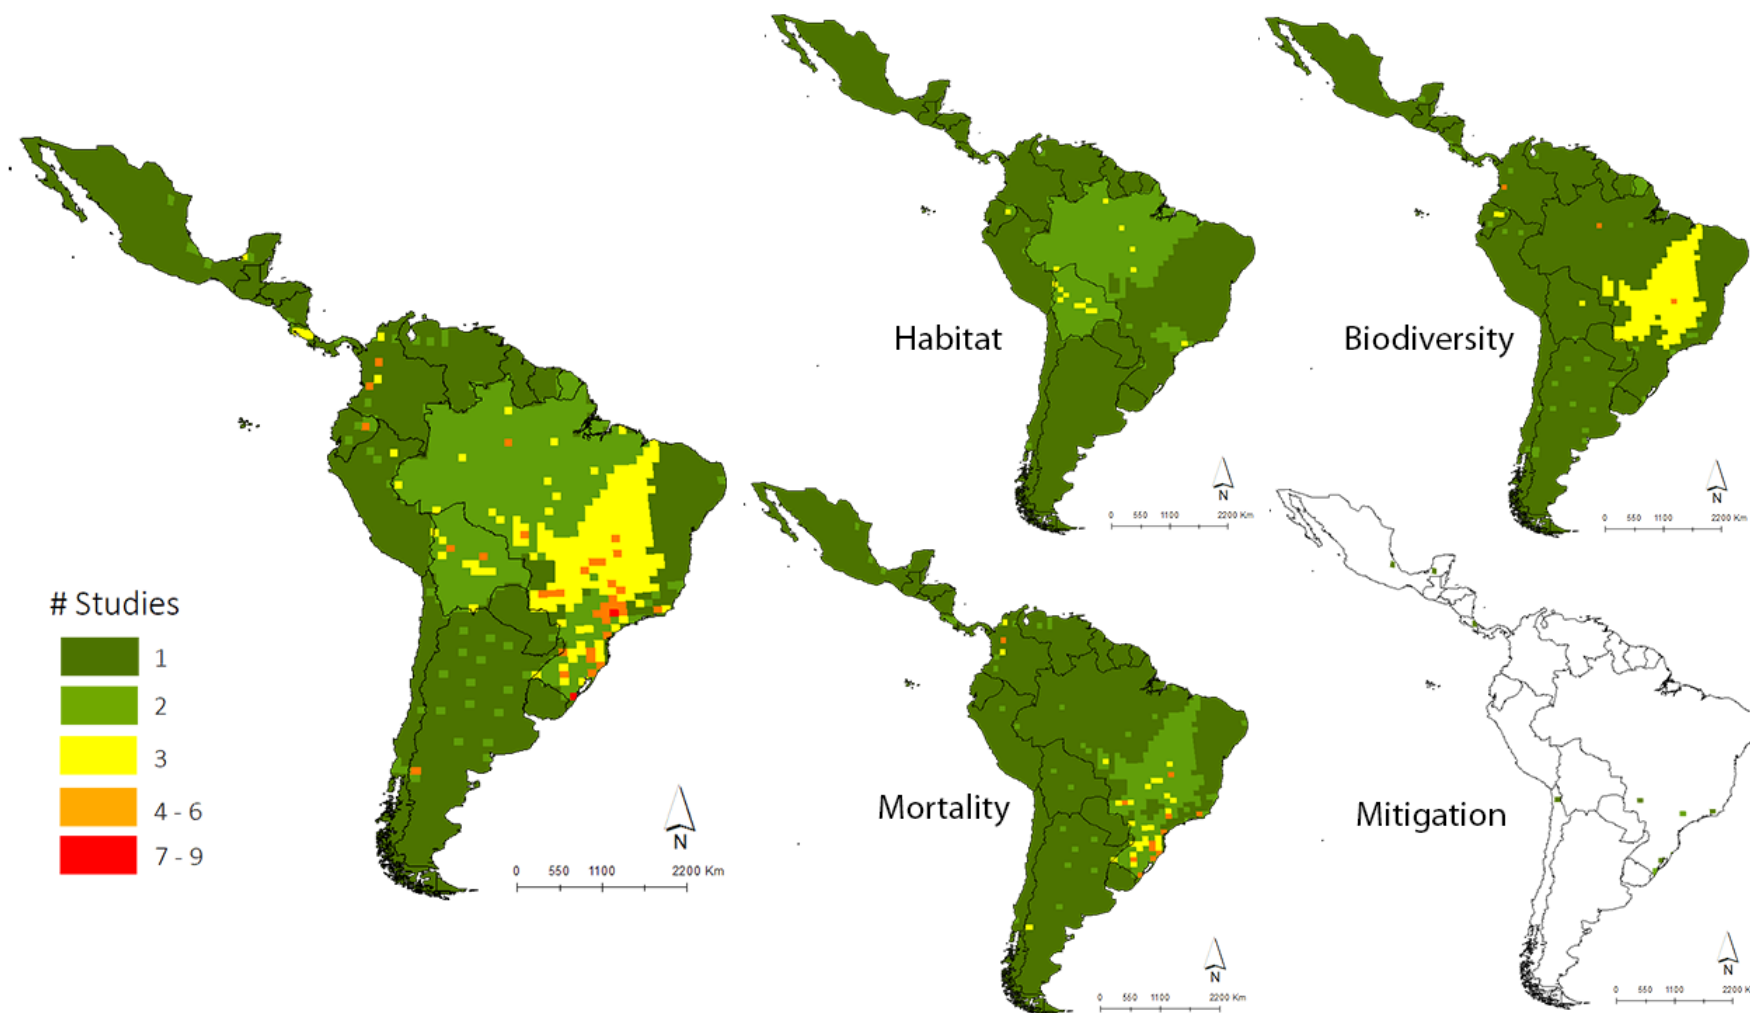 # Studies
1
2
3
4 - 6
7 - 9
N
0 550 1100 2200 Km
Habitat
N
0 550 1100 2200 Km
Biodiversity
N
0 550 1100 2200 Km
Mortality
N
0 550 1100 2200 Km
Mitigation
N
0 550 1100 2200 K